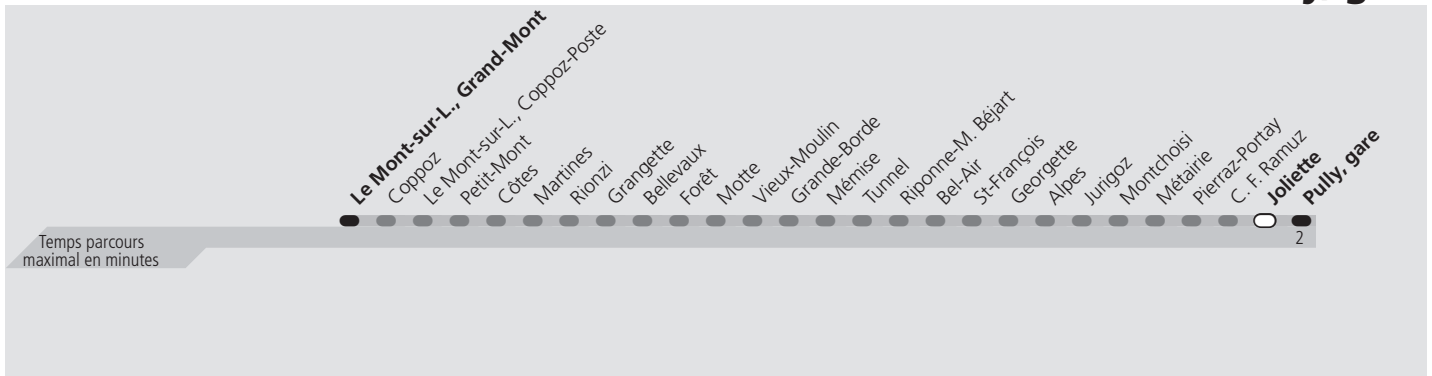 Le Mont-sur-L., Grand-Mont
Coppoz
Le Mont-sur-L., Coppoz-Poste
Petit-Mont
Côtes
Martines
Rionzi
Grangette
Bellevaux
Forêt
Motte
Vieux-Moulin
Grande-Borde
Mémise
Tunnel
Riponne-M. Béjart
Bel-Air
St-François
Georgette
Alpes
Jurigoz
Montchoisi
Métairie
Pierraz-Portay
C. F. Ramuz
Joliette
Pully, gare
Temps parcours
maximal en minutes
2